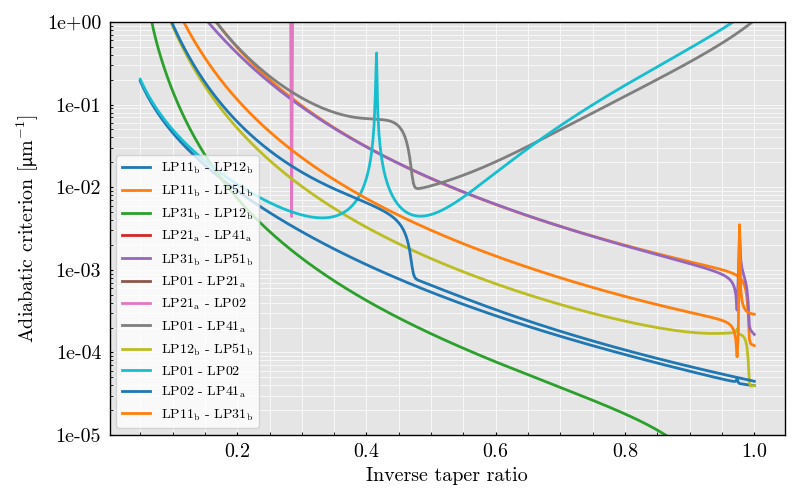 1e+00
1e-01
1e-02
1e-03
1e-04
1e-05
Adiabatic criterion [µm⁻¹]
LP11b - LP12b
LP11b - LP51b
LP31b - LP12b
LP21a - LP41a
LP31b - LP51b
LP01 - LP21a
LP21a - LP02
LP01 - LP41a
LP12b - LP51b
LP01 - LP02
LP02 - LP41a
LP11b - LP31b
0.2 0.4 0.6 0.8 1.0
Inverse taper ratio